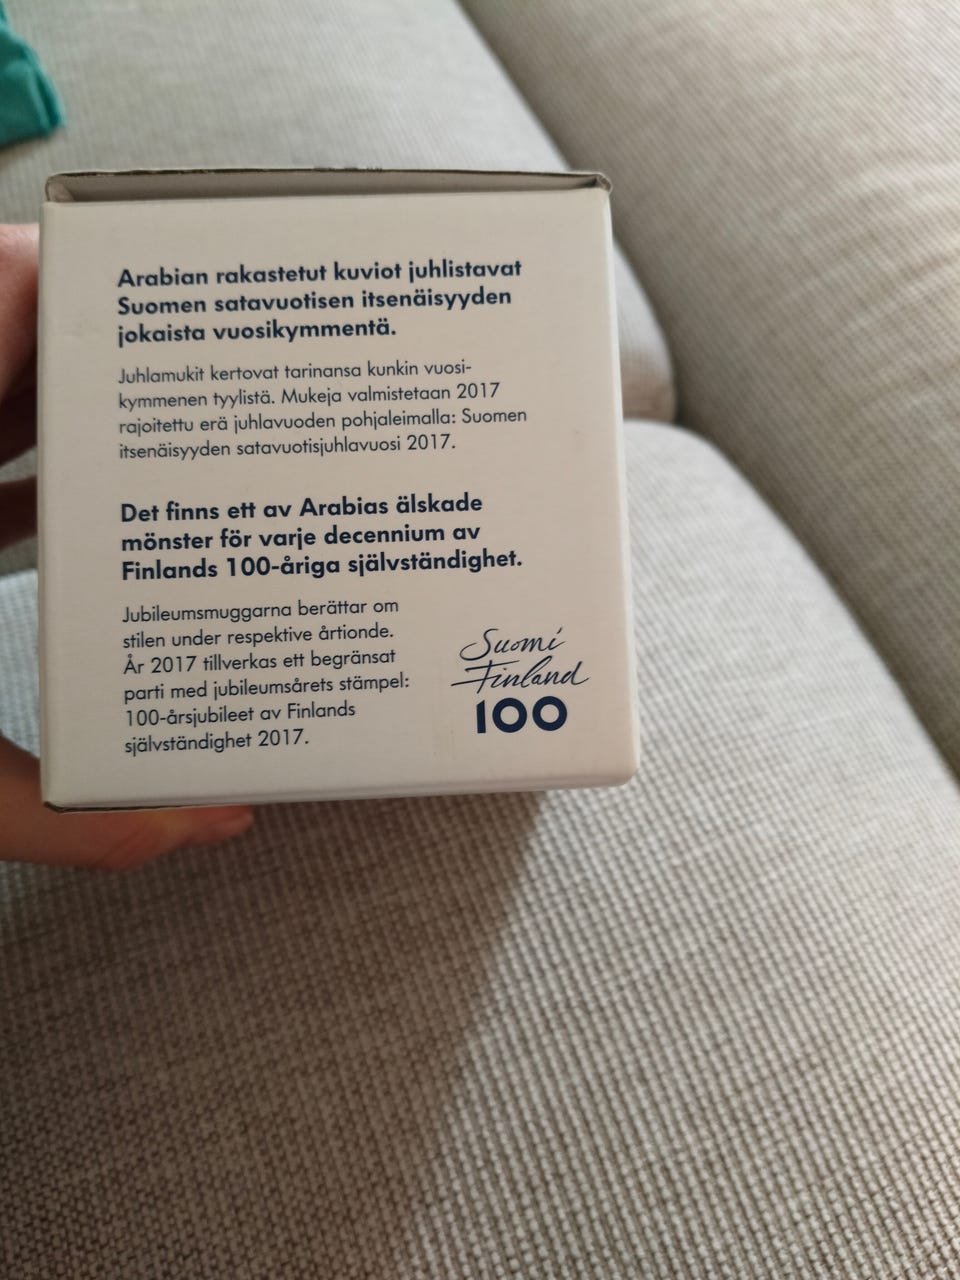 Arabian rakastetut kuviot juhlistavat
Suomen satavuotisen itsenäisyyden
jokaista vuosikymmentä.
Juhlamukit kertovat tarinansa kunkin vuosi-
kymmenen tyylistä. Mukeja valmistetaan 2017
rajoitettu erä juhlavuoden pohjaleimalla: Suomen
itsenäisyyden satavuotisjuhlavuosi 2017.
Det finns ett av Arabias älskade
mönster för varje decennium av
Finlands 100-åriga självständighet.
Jubileumsmuggarna berättar om
stilen under respektive årtionde.
År 2017 tillverkas ett begränsat
parti med jubileumsårets stämpel:
100-årsjubileet av Finlands
självständighet 2017.
Suomi
Finland
100